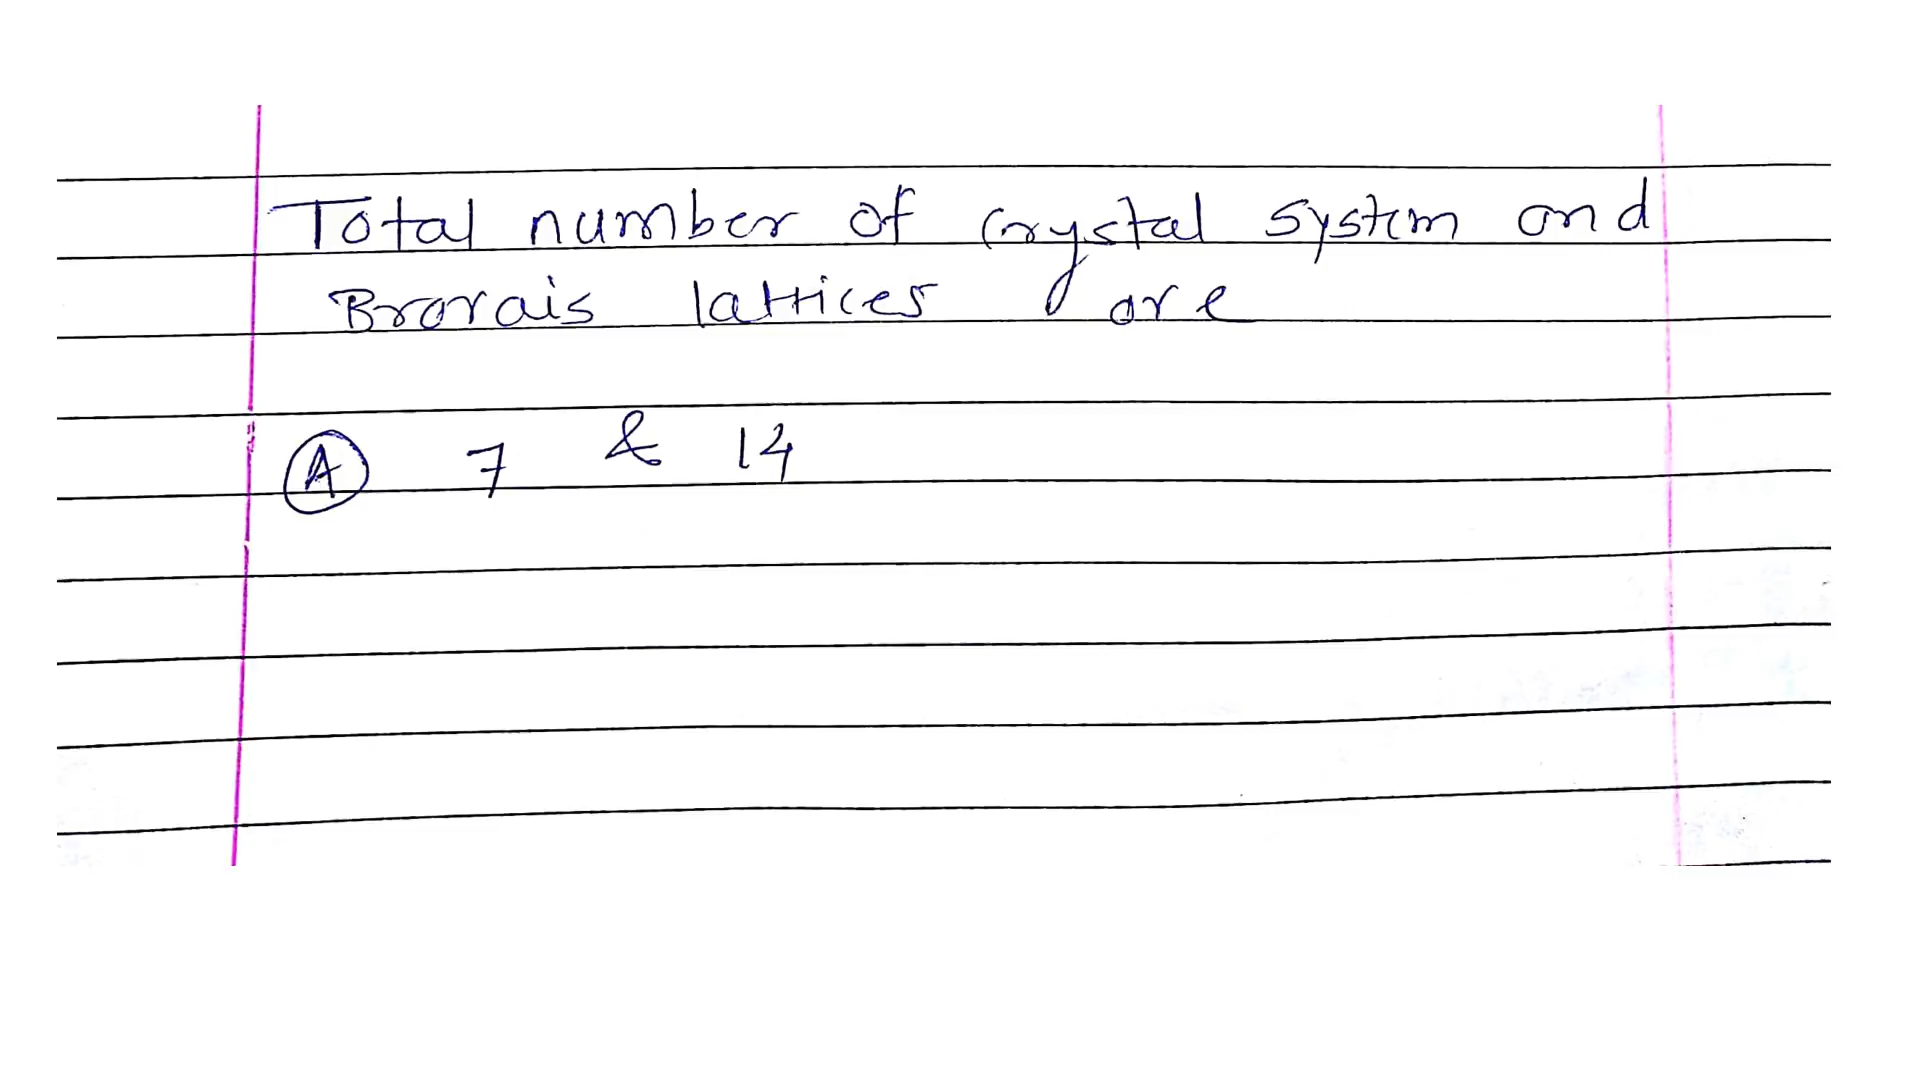 Total number of crystal system and
Bravais lattices are
A 7 & 14